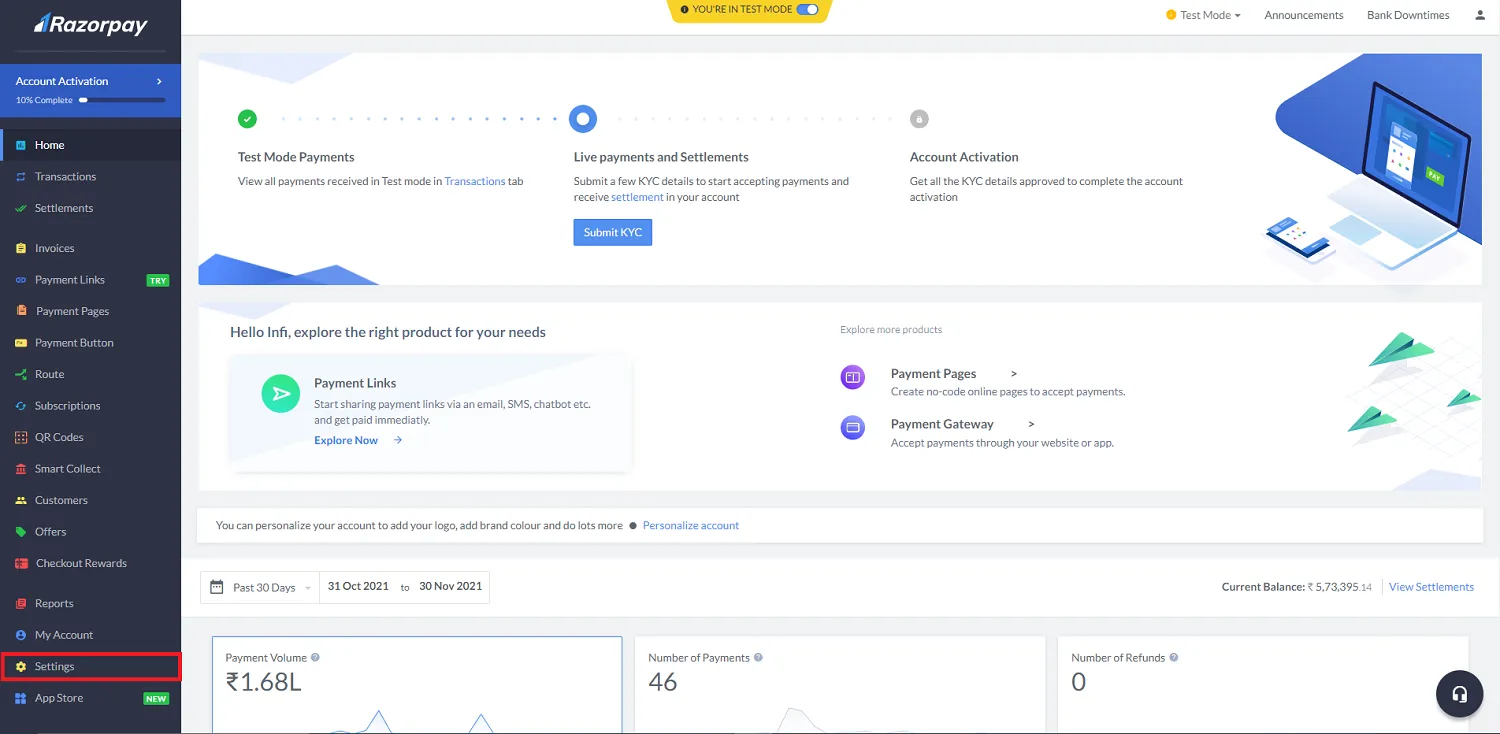 Razorpay
YOU'RE IN TEST MODE
Test Mode
Announcements
Bank Downtimes
Account Activation
10% Complete
Home
Transactions
Settlements
Invoices
Payment Links
TRY
Payment Pages
Payment Button
Route
Subscriptions
QR Codes
Smart Collect
Customers
Offers
Checkout Rewards
Reports
My Account
Settings
App Store
NEW
Test Mode Payments
View all payments received in Test mode in Transactions tab
Live payments and Settlements
Submit a few KYC details to start accepting payments and
receive settlement in your account
Submit KYC
Account Activation
Get all the KYC details approved to complete the account
activation
PAY
Hello Infi, explore the right product for your needs
Payment Links
Start sharing payment links via an email, SMS, chatbot etc.
and get paid immediatly.
Explore Now
Explore more products
Payment Pages >
Create no-code online pages to accept payments.
Payment Gateway >
Accept payments through your website or app.
You can personalize your account to add your logo, add brand colour and do lots more ● Personalize account
Past 30 Days
31 Oct 2021 to 30 Nov 2021
Current Balance: ₹ 5,73,395.14
View Settlements
Payment Volume
₹1.68L
Number of Payments
46
Number of Refunds
0